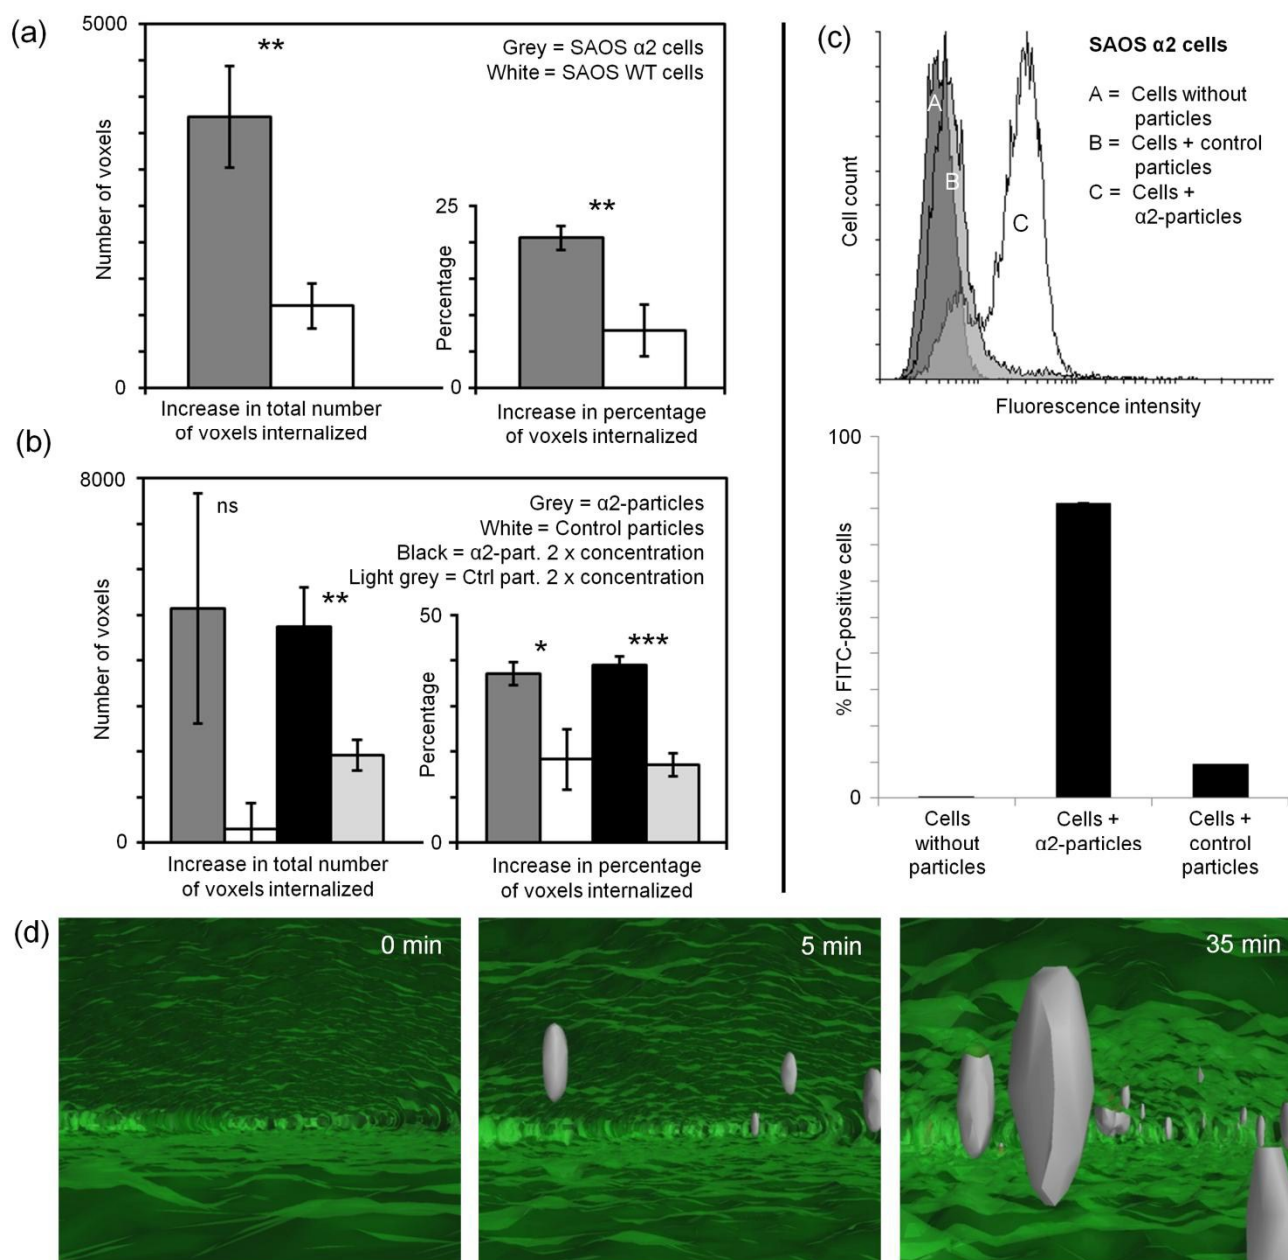 (a)
5000
**
Grey = SAOS α2 cells
White = SAOS WT cells
Number of voxels
0
25
**
Percentage
0
Increase in total number
of voxels internalized
Increase in percentage
of voxels internalized
(b)
8000
ns
Grey = α2-particles
White = Control particles
Black = α2-part. 2 x concentration
Light grey = Ctrl part. 2 x concentration
**
Number of voxels
0
50
*
***
Percentage
0
Increase in total number
of voxels internalized
Increase in percentage
of voxels internalized
(c)
SAOS α2 cells
A = Cells without
particles
B = Cells + control
particles
C = Cells +
α2-particles
A
B
C
Cell count
Fluorescence intensity
100
% FITC-positive cells
0
Cells
without
particles
Cells +
α2-particles
Cells +
control
particles
(d)
0 min
5 min
35 min